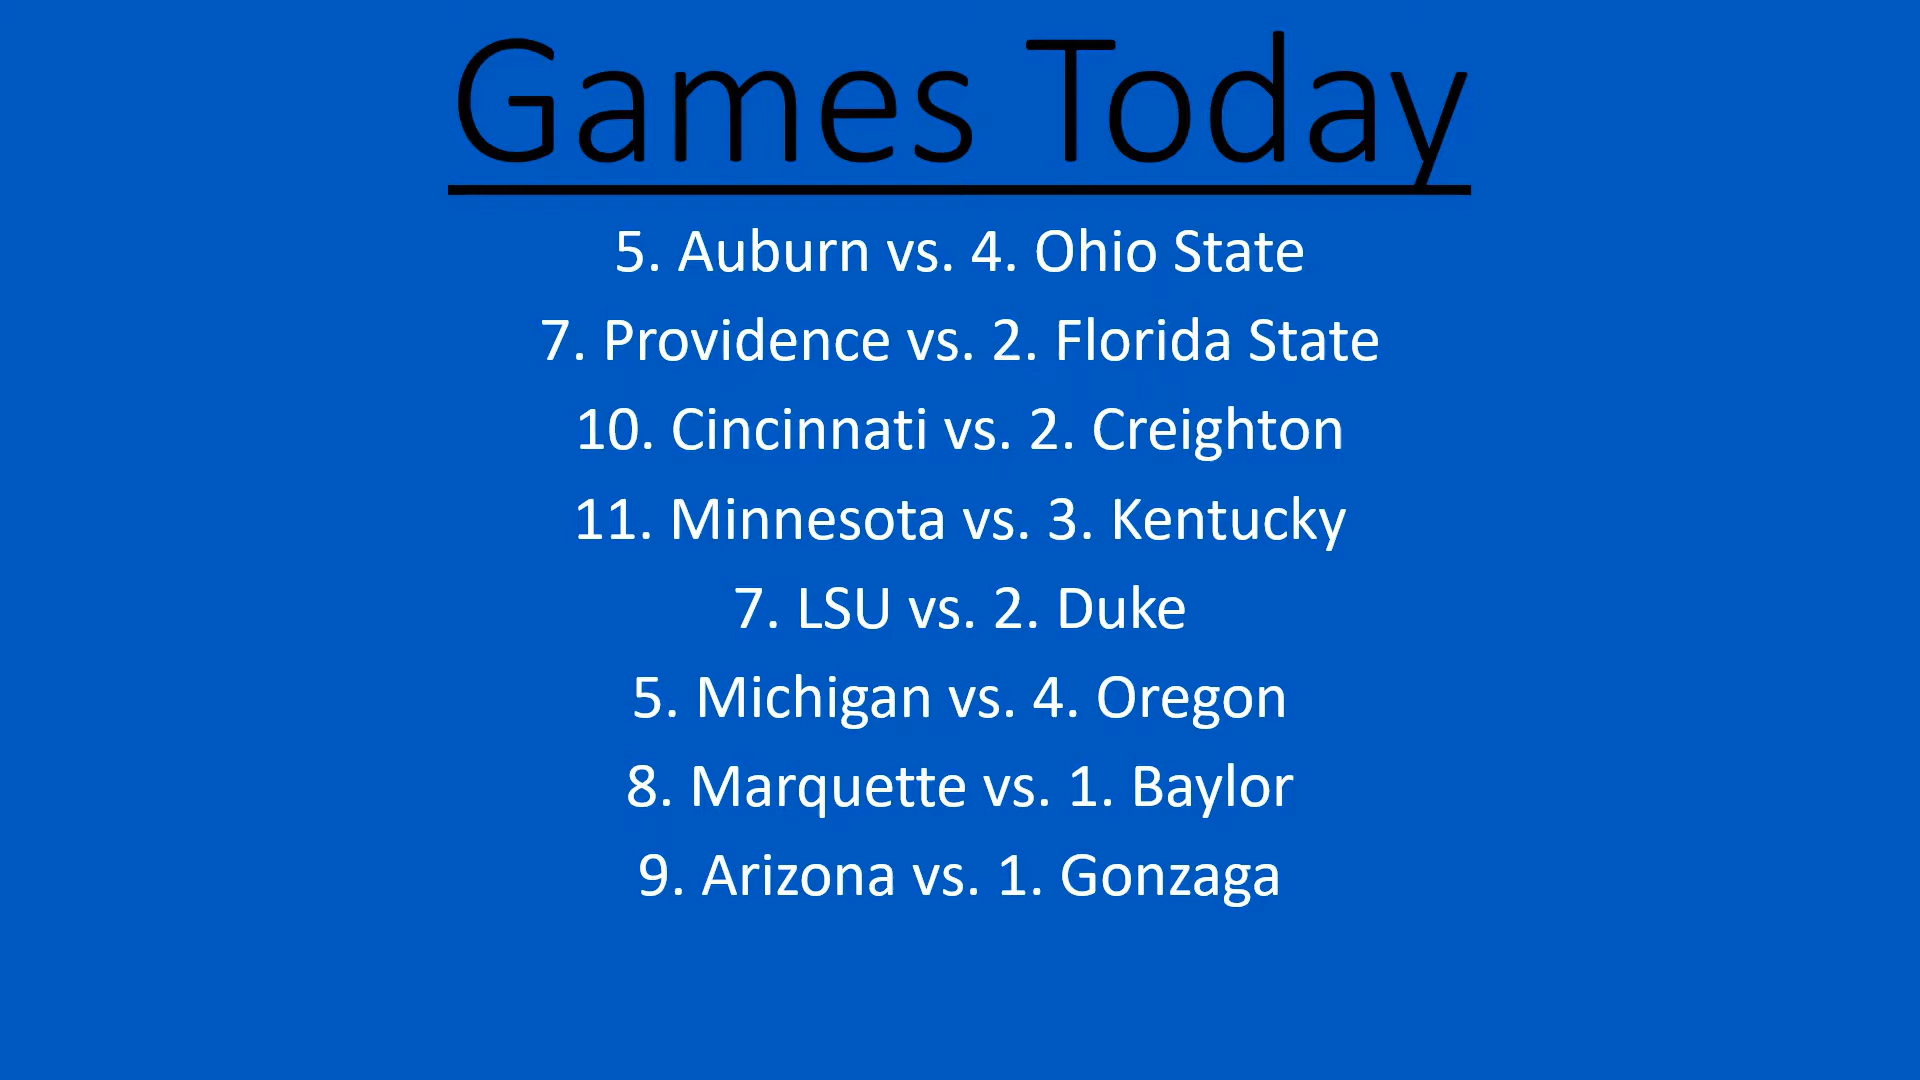 Games Today
5. Auburn vs. 4. Ohio State
7. Providence vs. 2. Florida State
10. Cincinnati vs. 2. Creighton
11. Minnesota vs. 3. Kentucky
7. LSU vs. 2. Duke
5. Michigan vs. 4. Oregon
8. Marquette vs. 1. Baylor
9. Arizona vs. 1. Gonzaga